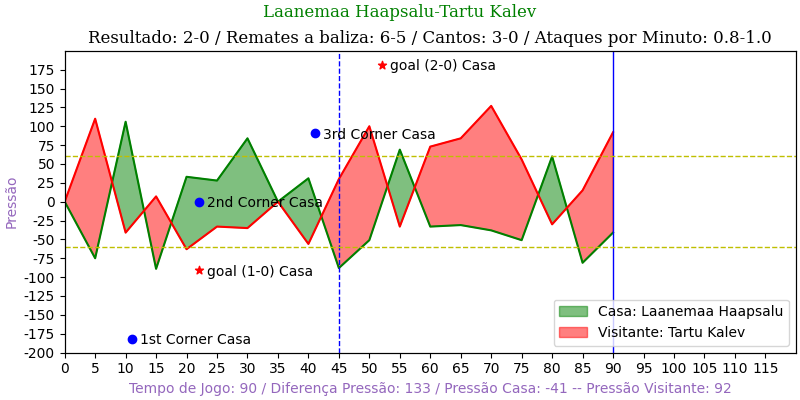 Laanemaa Haapsalu-Tartu Kalev
Resultado: 2-0 / Remates a baliza: 6-5 / Cantos: 3-0 / Ataques por Minuto: 0.8-1.0
Pressão
175
150
125
100
75
50
25
0
-25
-50
-75
-100
-125
-150
-175
-200
goal (2-0) Casa
3rd Corner Casa
2nd Corner Casa
goal (1-0) Casa
1st Corner Casa
Casa: Laanemaa Haapsalu
Visitante: Tartu Kalev
0 5 10 15 20 25 30 35 40 45 50 55 60 65 70 75 80 85 90 95 100 105 110 115
Tempo de Jogo: 90 / Diferença Pressão: 133 / Pressão Casa: -41 -- Pressão Visitante: 92